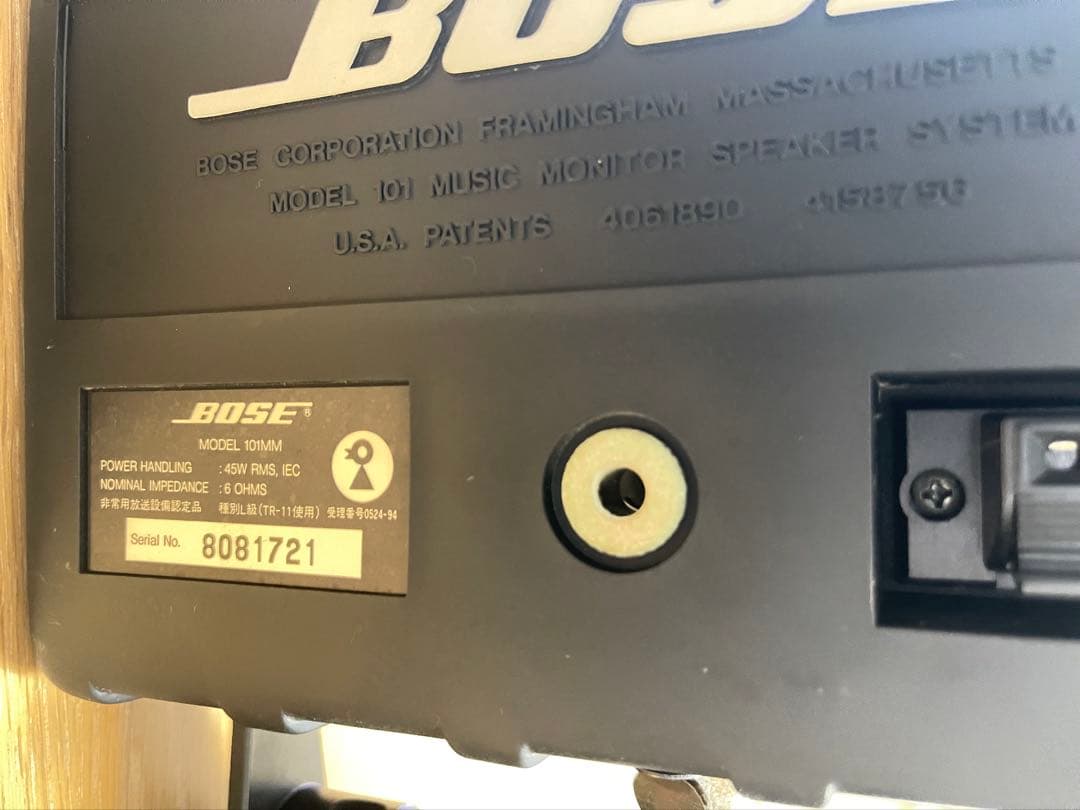 BOSE
BOSE CORPORATION FRAMINGHAM MASSACHUSETTS
MODEL 101 MUSIC MONITOR SPEAKER SYSTEM
U.S.A. PATENTS 4061890 4158756
BOSE®
MODEL 101MM
POWER HANDLING : 45W RMS, IEC
NOMINAL IMPEDANCE : 6 OHMS
非常用放送設備認定品 種別L級(TR-11使用) 受理番号0524-94
Serial No. 8081721